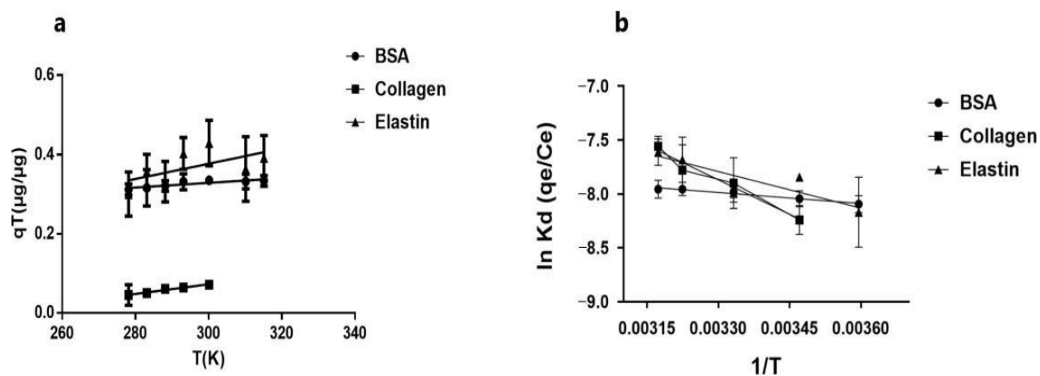 a
BSA
Collagen
Elastin
0.6
0.4
0.2
0.0
qT(µg/µg)
260
280
300
320
340
T(K)
b
BSA
Collagen
Elastin
−7.0
−7.5
−8.0
−8.5
−9.0
ln Kd (qe/Ce)
0.00315
0.00330
0.00345
0.00360
1/T